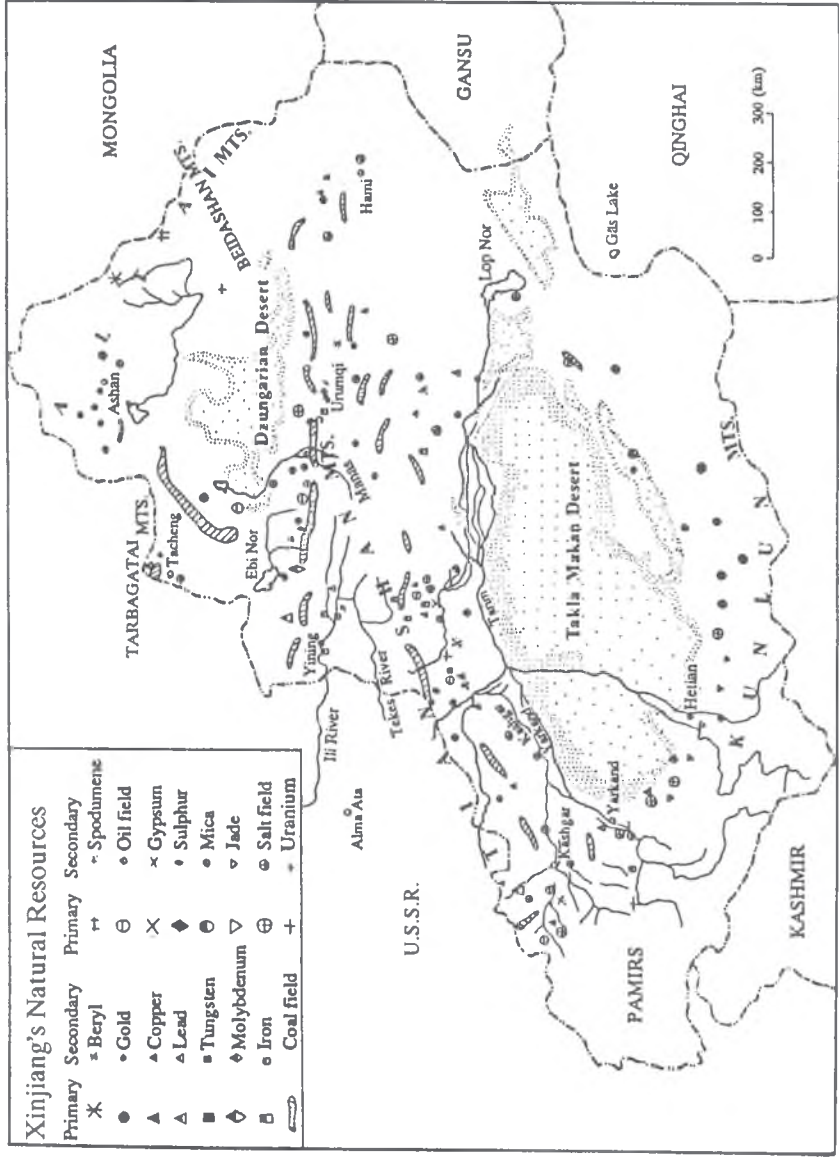 Xinjiang's Natural Resources
Primary Secondary Primary Secondary
Beryl Spodumene
Gold Oil field
Copper Gypsum
Lead Sulphur
Tungsten Mica
Molybdenum Jade
Iron Salt field
Coal field Uranium
MONGOLIA
GANSU
QINGHAI
KASHMIR
PAMIRS
U.S.S.R.
TARBAGATAI
MTS.
Tacheng
Ashan
A
MTS.
BEIDASHAN MTS.
Dzungarian Desert
Ebi Nor
Manas
Urumqi
Hami
Yining
Ili River
Tekes River
Alma Ata
T I A N S H A N MTS.
Lop Nor
Tarim
Takla Makan Desert
Kashgar
Yarkand
Hetian
K U N L U N MTS.
Gas Lake
0 100 200 300 (km)